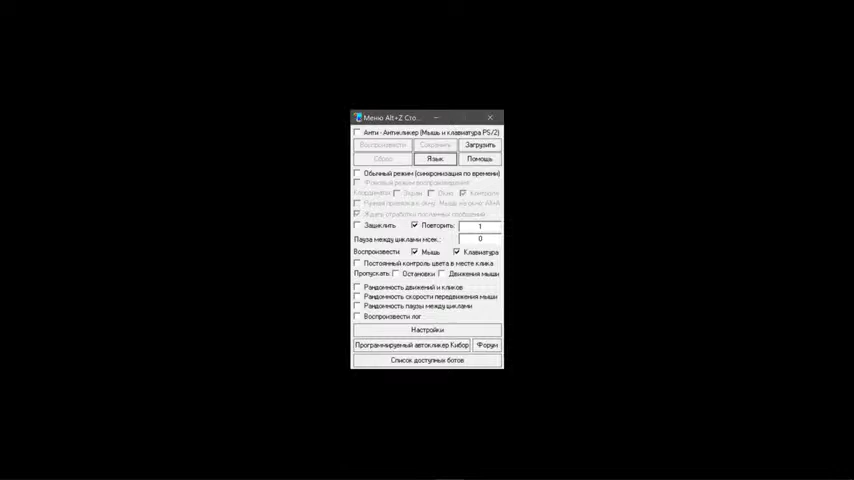 Меню Alt+Z Сто...
Анти - Антикликер (Мышь и клавиатура PS/2)
Воспроизвести Сохранить Загрузить
Сброс Язык Помощь
Обычный режим (синхронизация по времени)
Фоновый режим воспроизведения
Координаты: Экран Окно Контроля
Ручная привязка к окну. Мышь на окно Alt+A
Ждать отработки посланных сообщений
Зациклить Повторить: 1
Пауза между циклами мсек.: 0
Воспроизвести Мышь Клавиатура
Постоянный контроль цвета в месте клика
Пропускать: Остановки Движения мыши
Рандомность движений и кликов
Рандомность скорости передвижения мыши
Рандомность паузы между циклами
Воспроизвести лог
Настройки
Программируемый автокликер Кибор Форум
Список доступных ботов